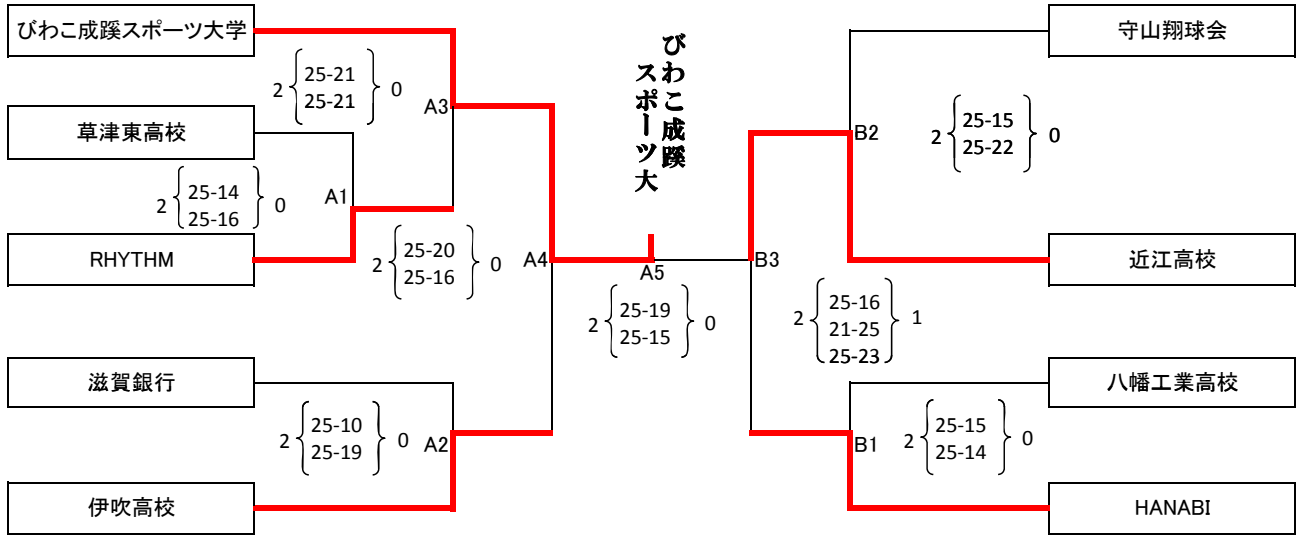 びわこ成蹊スポーツ大学
草津東高校
RHYTHM
滋賀銀行
伊吹高校
2 25-21 0
25-21
A3
2 25-14 0
25-16
A1
2 25-20 0
25-16
A4
2 25-10 0
25-19
A2
びわこ成蹊
スポーツ大
A5
2 25-19 0
25-15
守山翔球会
近江高校
八幡工業高校
HANABI
B2
2 25-15 0
25-22
B3
2 25-16 1
21-25
25-23
B1
2 25-15 0
25-14